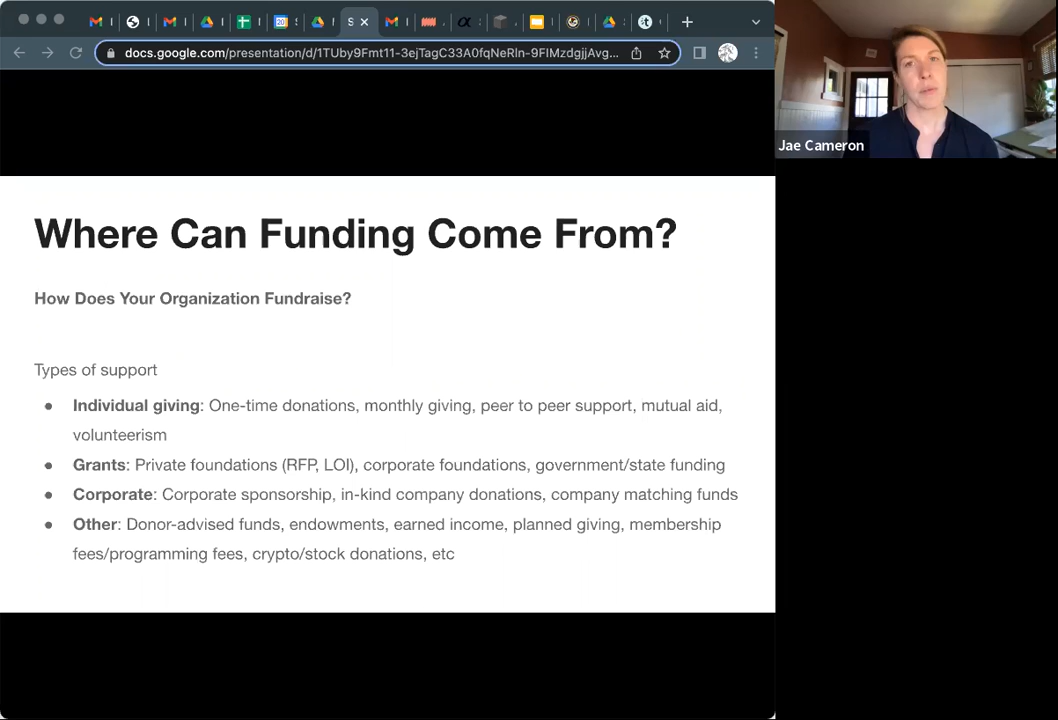 docs.google.com/presentation/d/1TUby9Fmt11-3ejTagC33A0fqNeRln-9FIMzdgjjAvg...
Jae Cameron
Where Can Funding Come From?
How Does Your Organization Fundraise?
Types of support
● Individual giving: One-time donations, monthly giving, peer to peer support, mutual aid,
volunteerism
● Grants: Private foundations (RFP, LOI), corporate foundations, government/state funding
● Corporate: Corporate sponsorship, in-kind company donations, company matching funds
● Other: Donor-advised funds, endowments, earned income, planned giving, membership
fees/programming fees, crypto/stock donations, etc